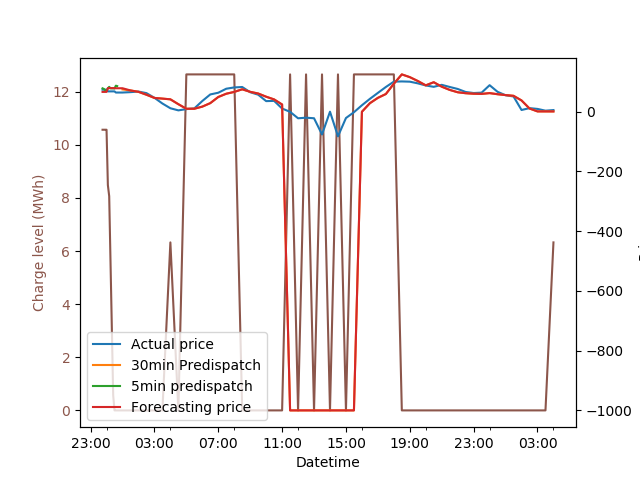 12
10
8
6
4
2
0
Charge level (MWh)
0
−200
−400
−600
−800
−1000
Actual price
30min Predispatch
5min predispatch
Forecasting price
23:00 03:00 07:00 11:00 15:00 19:00 23:00 03:00
Datetime